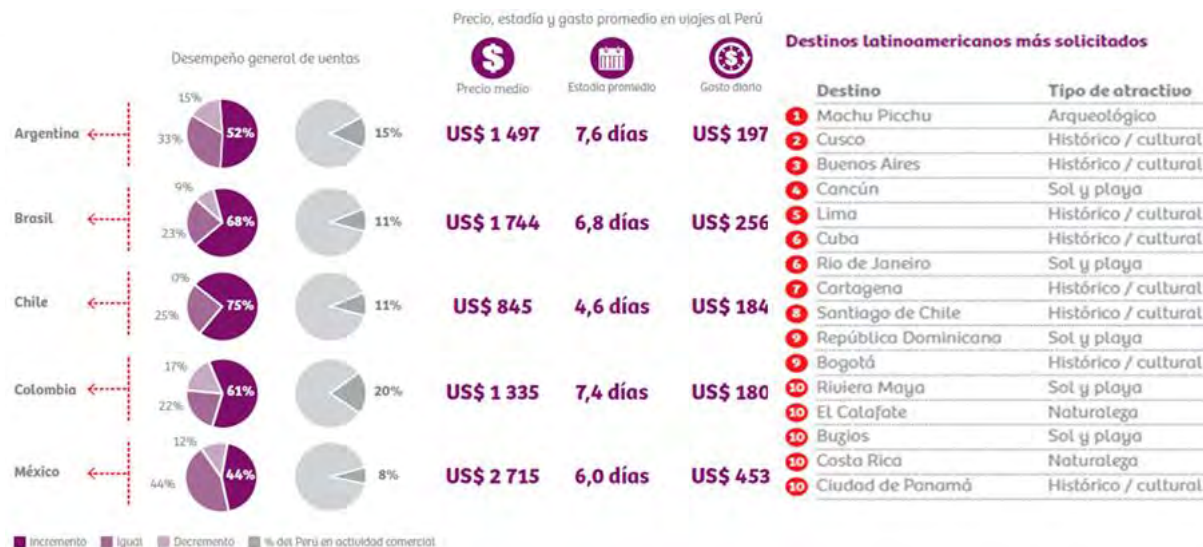 Precio, estadía y gasto promedio en viajes al Perú
Desempeño general de ventas
Precio medio
Estadía promedio
Gasto diario
Argentina
15%
33%
52%
15%
US$ 1 497
7,6 días
US$ 197
Brasil
9%
23%
68%
11%
US$ 1 744
6,8 días
US$ 256
Chile
0%
25%
75%
11%
US$ 845
4,6 días
US$ 184
Colombia
17%
22%
61%
20%
US$ 1 335
7,4 días
US$ 180
México
12%
44%
44%
8%
US$ 2 715
6,0 días
US$ 453
Incremento Igual Decremento % del Perú en actividad comercial
Destinos latinoamericanos más solicitados
Destino Tipo de atractivo
1 Machu Picchu Arqueológico
2 Cusco Histórico / cultural
3 Buenos Aires Histórico / cultural
4 Cancún Sol y playa
5 Lima Histórico / cultural
6 Cuba Histórico / cultural
6 Rio de Janeiro Sol y playa
7 Cartagena Histórico / cultural
8 Santiago de Chile Histórico / cultural
9 República Dominicana Sol y playa
9 Bogotá Histórico / cultural
10 Riviera Maya Sol y playa
10 El Calafate Naturaleza
10 Buzios Sol y playa
10 Costa Rica Naturaleza
10 Ciudad de Panamá Histórico / cultural